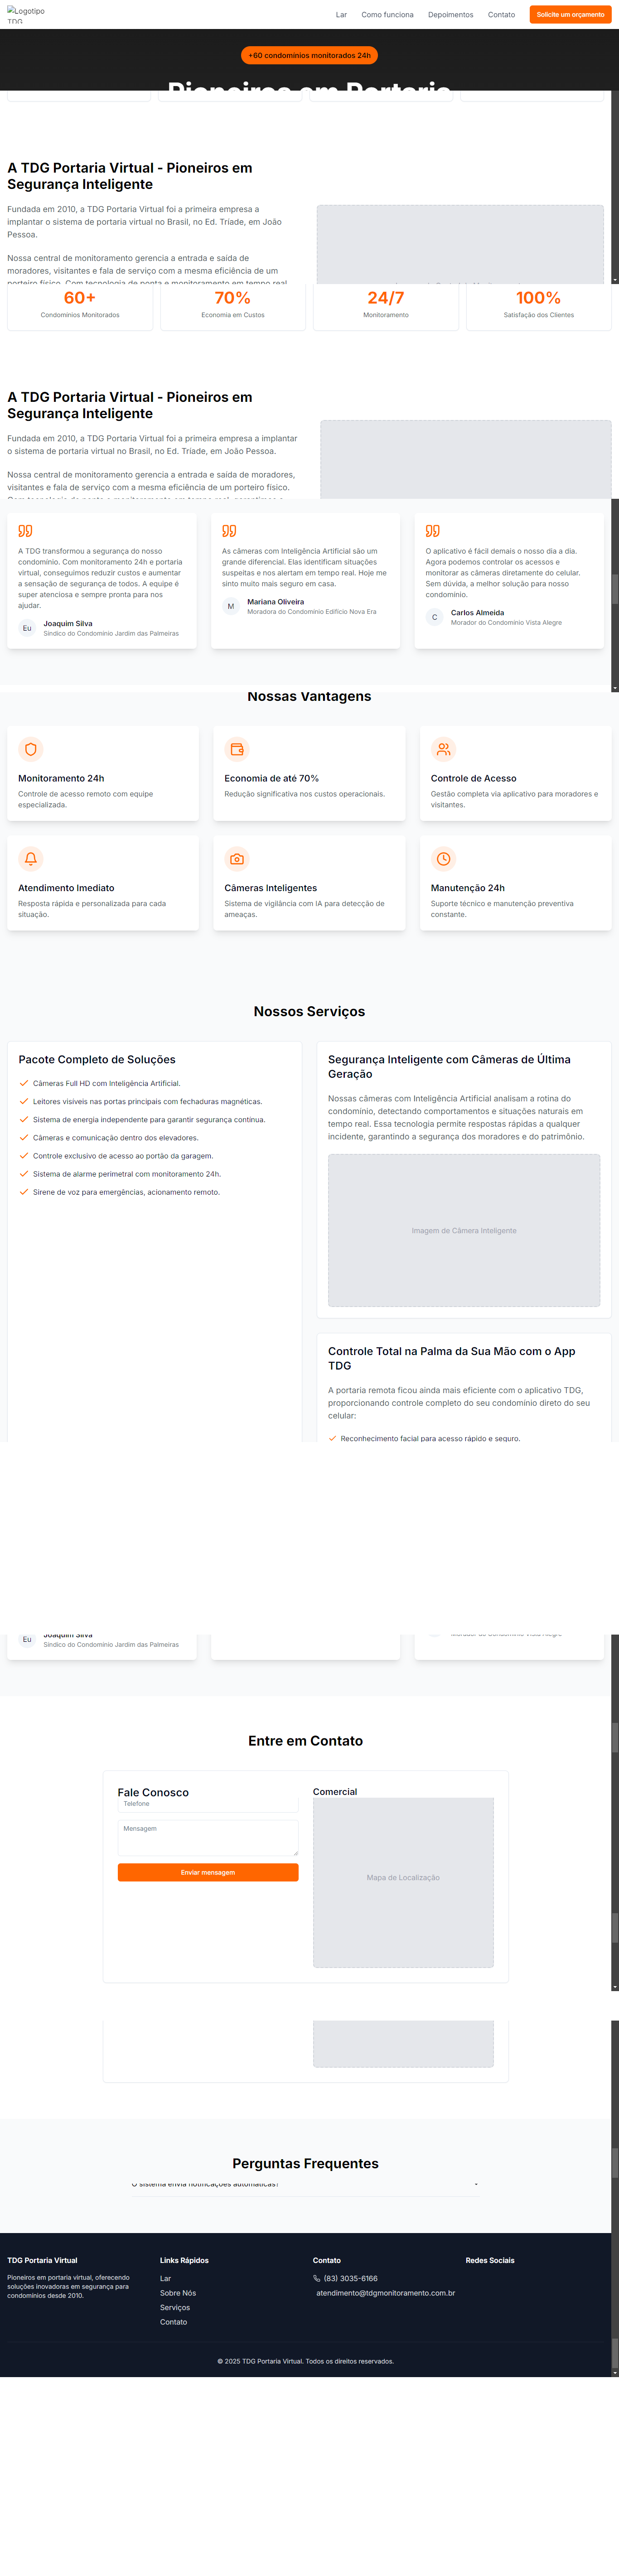 Logotipo
TDG
Lar
Como funciona
Depoimentos
Contato
Solicite um orçamento
+60 condomínios monitorados 24h
Pioneiros em Portaria
A TDG Portaria Virtual - Pioneiros em
Segurança Inteligente
Fundada em 2010, a TDG Portaria Virtual foi a primeira empresa a
implantar o sistema de portaria virtual no Brasil, no Ed. Tríade, em João
Pessoa.
Nossa central de monitoramento gerencia a entrada e saída de
moradores, visitantes e fala de serviço com a mesma eficiência de um
porteiro físico. Com tecnologia de ponta e monitoramento em tempo real,
60+
Condomínios Monitorados
70%
Economia em Custos
24/7
Monitoramento
100%
Satisfação dos Clientes
A TDG Portaria Virtual - Pioneiros em
Segurança Inteligente
Fundada em 2010, a TDG Portaria Virtual foi a primeira empresa a implantar
o sistema de portaria virtual no Brasil, no Ed. Tríade, em João Pessoa.
Nossa central de monitoramento gerencia a entrada e saída de moradores,
visitantes e fala de serviço com a mesma eficiência de um porteiro físico.
A TDG transformou a segurança do nosso
condomínio. Com monitoramento 24h e portaria
virtual, conseguimos reduzir custos e aumentar
a sensação de segurança de todos. A equipe é
super atenciosa e sempre pronta para nos
ajudar.
Eu
Joaquim Silva
Síndico do Condomínio Jardim das Palmeiras
As câmeras com Inteligência Artificial são um
grande diferencial. Elas identificam situações
suspeitas e nos alertam em tempo real. Hoje me
sinto muito mais seguro em casa.
M
Mariana Oliveira
Moradora do Condomínio Edifício Nova Era
O aplicativo é fácil demais o nosso dia a dia.
Agora podemos controlar os acessos e
monitorar as câmeras diretamente do celular.
Sem dúvida, a melhor solução para nosso
condomínio.
C
Carlos Almeida
Morador do Condomínio Vista Alegre
Nossas Vantagens
Monitoramento 24h
Controle de acesso remoto com equipe
especializada.
Economia de até 70%
Redução significativa nos custos operacionais.
Controle de Acesso
Gestão completa via aplicativo para moradores e
visitantes.
Atendimento Imediato
Resposta rápida e personalizada para cada
situação.
Câmeras Inteligentes
Sistema de vigilância com IA para detecção de
ameaças.
Manutenção 24h
Suporte técnico e manutenção preventiva
constante.
Nossos Serviços
Pacote Completo de Soluções
Câmeras Full HD com Inteligência Artificial.
Leitores visíveis nas portas principais com fechaduras magnéticas.
Sistema de energia independente para garantir segurança contínua.
Câmeras e comunicação dentro dos elevadores.
Controle exclusivo de acesso ao portão da garagem.
Sistema de alarme perimetral com monitoramento 24h.
Sirene de voz para emergências, acionamento remoto.
Segurança Inteligente com Câmeras de Última
Geração
Nossas câmeras com Inteligência Artificial analisam a rotina do
condomínio, detectando comportamentos e situações naturais em
tempo real. Essa tecnologia permite respostas rápidas a qualquer
incidente, garantindo a segurança dos moradores e do patrimônio.
Imagem de Câmera Inteligente
Controle Total na Palma da Sua Mão com o App
TDG
A portaria remota ficou ainda mais eficiente com o aplicativo TDG,
proporcionando controle completo do seu condomínio direto do seu
celular:
Reconhecimento facial para acesso rápido e seguro.
Eu
Joaquim Silva
Síndico do Condomínio Jardim das Palmeiras
Morador do Condomínio Vista Alegre
Entre em Contato
Fale Conosco
Telefone
Mensagem
Enviar mensagem
Comercial
Mapa de Localização
Perguntas Frequentes
O sistema envia notificações automáticas?
TDG Portaria Virtual
Pioneiros em portaria virtual, oferecendo
soluções inovadoras em segurança para
condomínios desde 2010.
Links Rápidos
Lar
Sobre Nós
Serviços
Contato
Contato
(83) 3035-6166
atendimento@tdgmonitoramento.com.br
Redes Sociais
© 2025 TDG Portaria Virtual. Todos os direitos reservados.